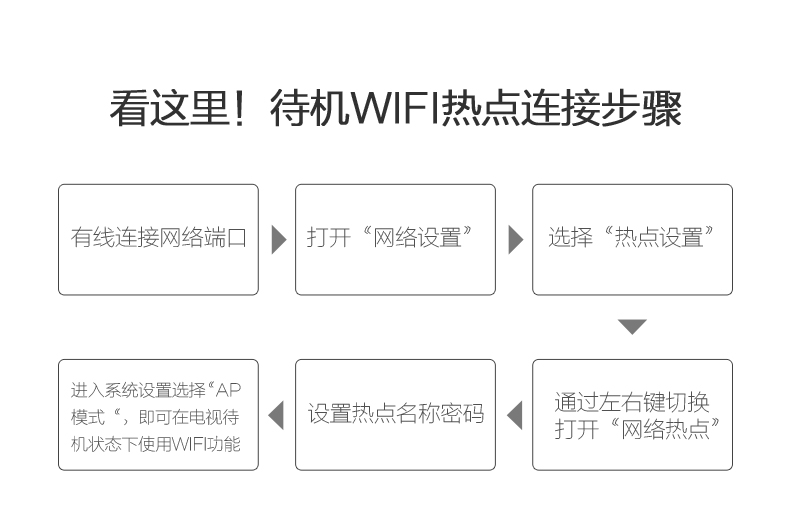 看这里！待机WIFI热点连接步骤
有线连接网络端口
打开“网络设置”
选择“热点设置”
通过左右键切换
打开“网络热点”
设置热点名称密码
进入系统设置选择“AP
模式“，即可在电视待
机状态下使用WIFI功能